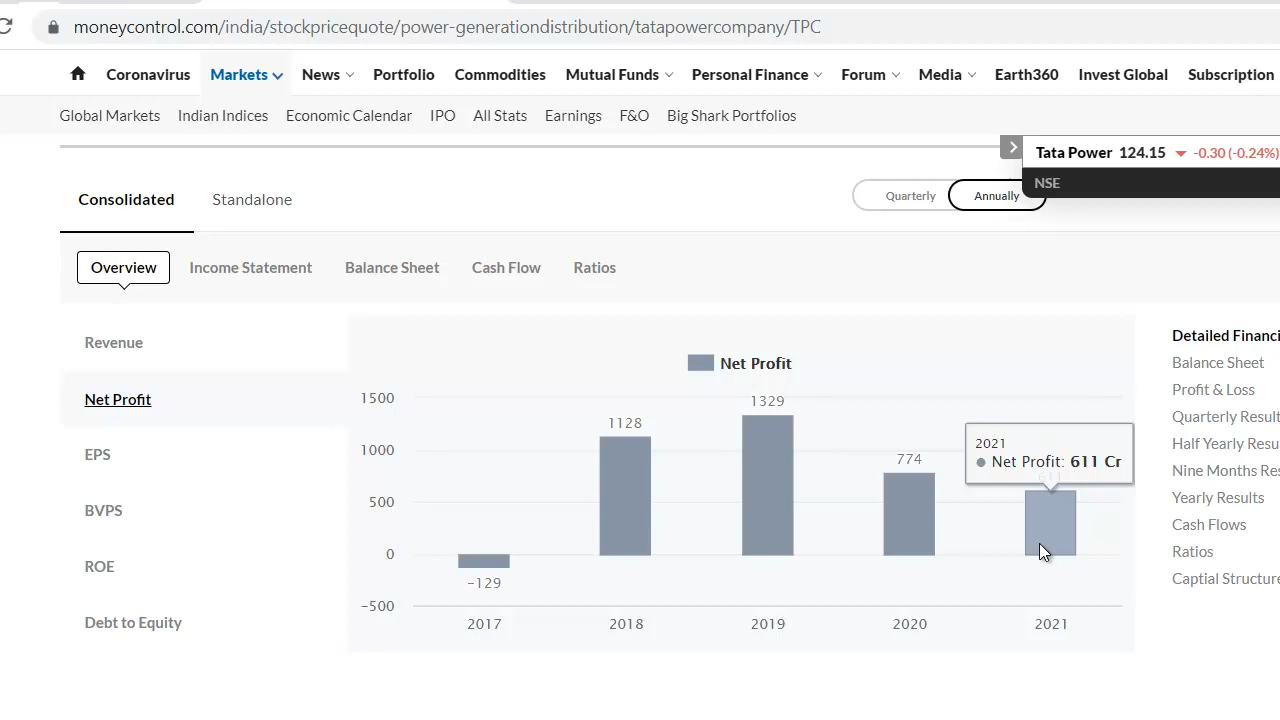 moneycontrol.com/india/stockpricequote/power-generationdistribution/tatapowercompany/TPC
Coronavirus Markets News Portfolio Commodities Mutual Funds Personal Finance Forum Media Earth360 Invest Global Subscription
Global Markets Indian Indices Economic Calendar IPO All Stats Earnings F&O Big Shark Portfolios
Tata Power 124.15 -0.30 (-0.24%)
NSE
Consolidated Standalone
Quarterly Annually
Overview Income Statement Balance Sheet Cash Flow Ratios
Revenue
Net Profit
EPS
BVPS
ROE
Debt to Equity
Net Profit
1500
1000
500
0
−500
−129
1128
1329
774
2021
Net Profit: 611 Cr
2017 2018 2019 2020 2021
Detailed Financi
Balance Sheet
Profit & Loss
Quarterly Result
Half Yearly Resu
Nine Months Res
Yearly Results
Cash Flows
Ratios
Captial Structure